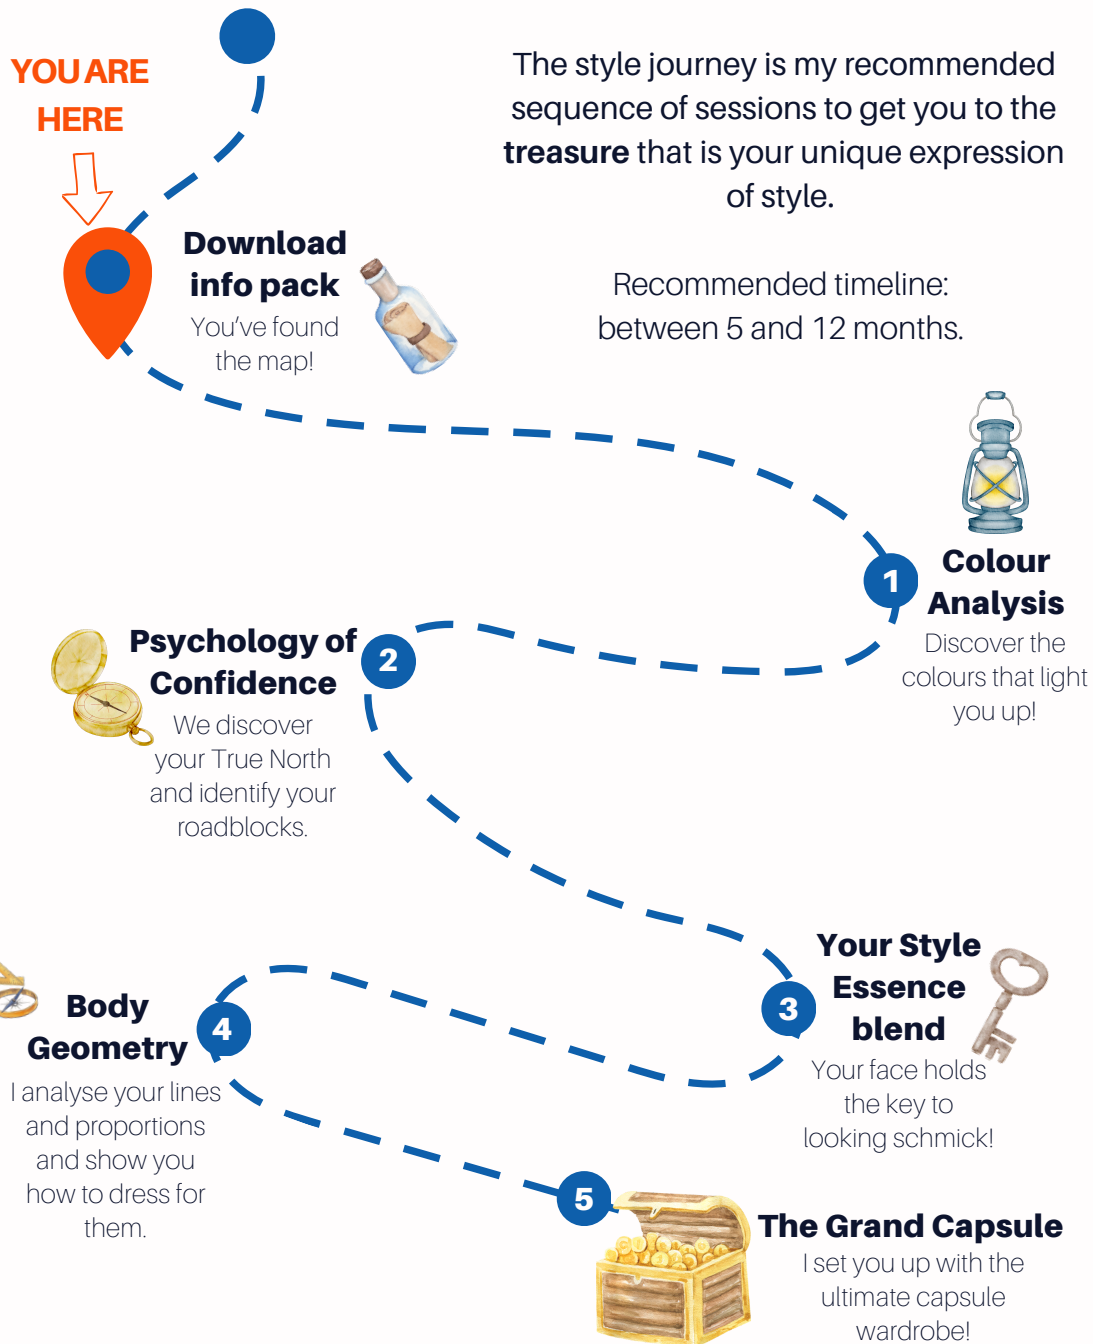 YOU ARE
HERE
The style journey is my recommended
sequence of sessions to get you to the
treasure that is your unique expression
of style.
Recommended timeline:
between 5 and 12 months.
Download
info pack
You've found
the map!
1
Colour
Analysis
Discover the
colours that light
you up!
2
Psychology of
Confidence
We discover
your True North
and identify your
roadblocks.
3
Your Style
Essence
blend
Your face holds
the key to
looking schmick!
4
Body
Geometry
I analyse your lines
and proportions
and show you
how to dress for
them.
5
The Grand Capsule
I set you up with the
ultimate capsule
wardrobe!